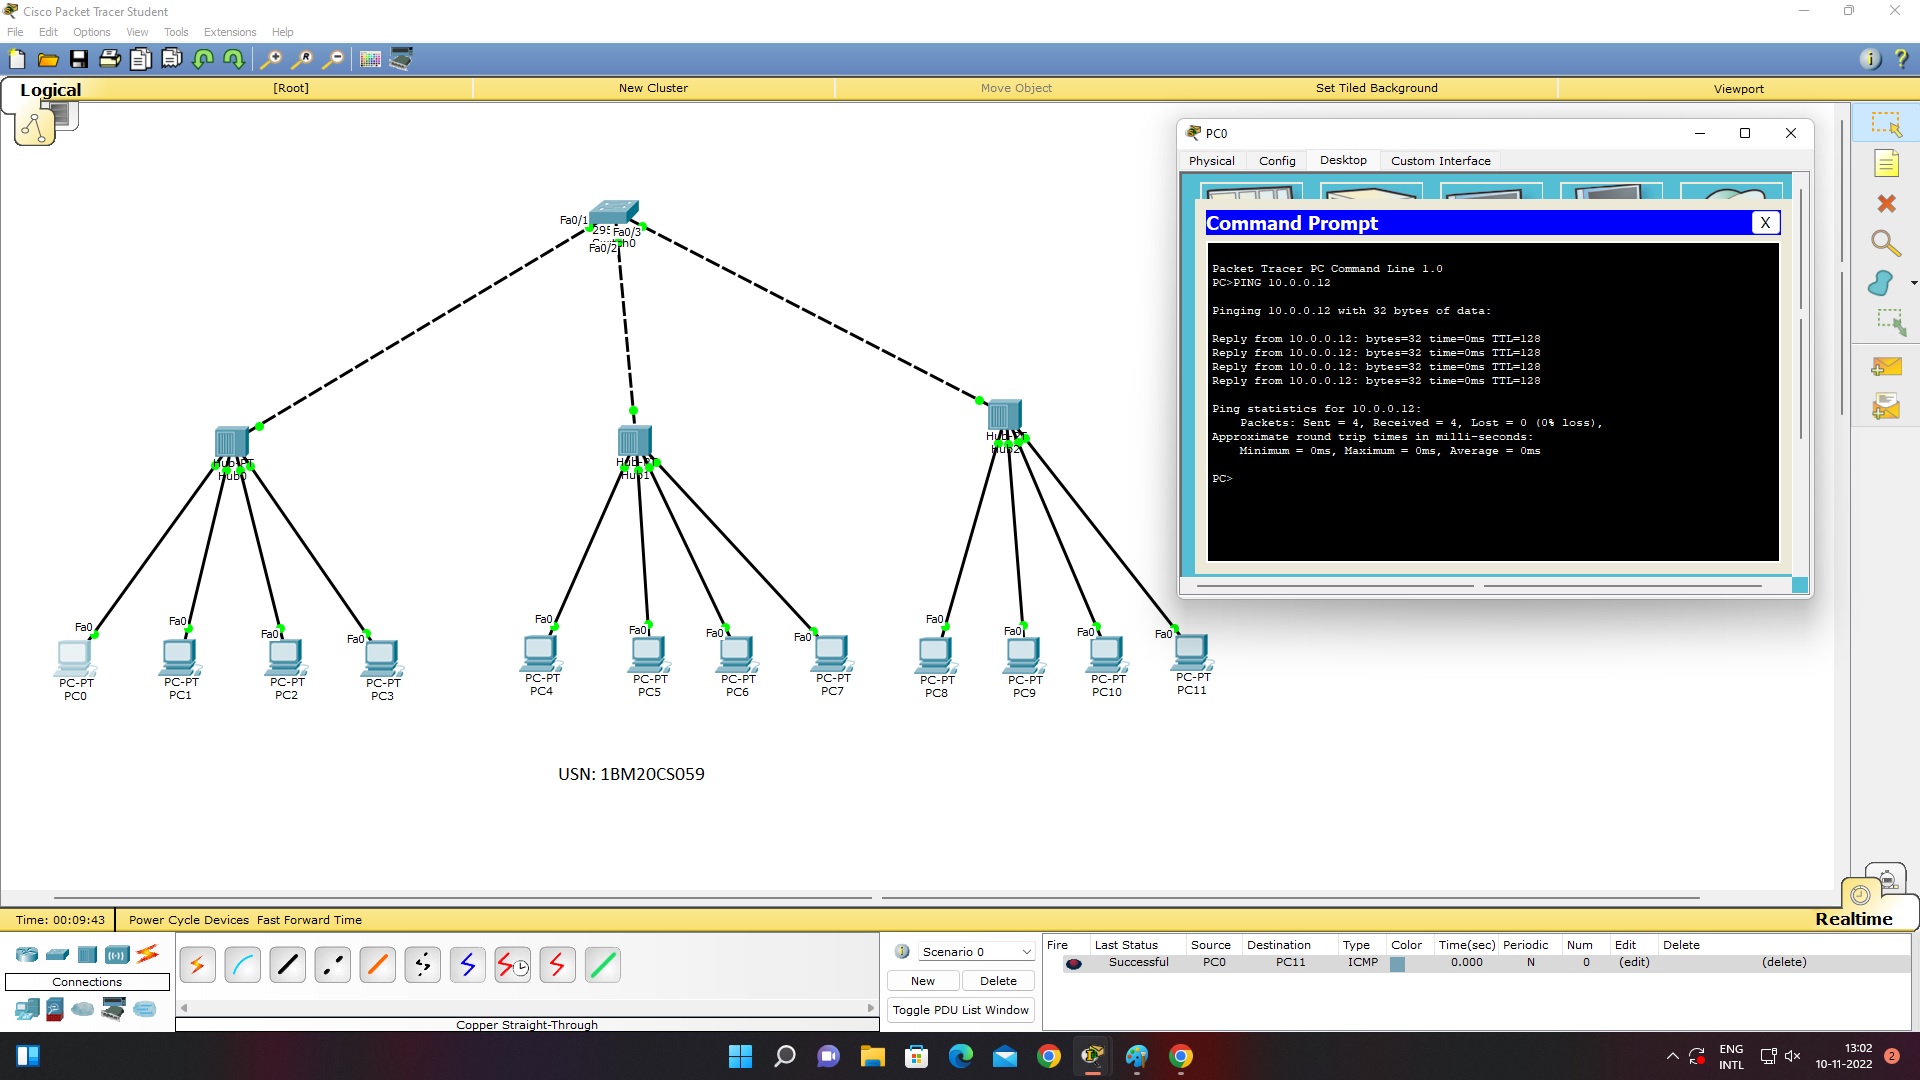 Cisco Packet Tracer Student
File Edit Options View Tools Extensions Help
Logical [Root] New Cluster Move Object Set Tiled Background Viewport
PC0
Physical Config Desktop Custom Interface
Command Prompt X
Packet Tracer PC Command Line 1.0
PC>PING 10.0.0.12
Pinging 10.0.0.12 with 32 bytes of data:
Reply from 10.0.0.12: bytes=32 time=0ms TTL=128
Reply from 10.0.0.12: bytes=32 time=0ms TTL=128
Reply from 10.0.0.12: bytes=32 time=0ms TTL=128
Reply from 10.0.0.12: bytes=32 time=0ms TTL=128
Ping statistics for 10.0.0.12:
Packets: Sent = 4, Received = 4, Lost = 0 (0% loss),
Approximate round trip times in milli-seconds:
Minimum = 0ms, Maximum = 0ms, Average = 0ms
PC>
Fa0/1
Fa0/3
Fa0/2
Hub-PT
Hub0
Hub-PT
Hub1
Hub-PT
Hub2
Fa0 Fa0 Fa0 Fa0 Fa0 Fa0 Fa0 Fa0 Fa0 Fa0 Fa0 Fa0
PC-PT PC-PT PC-PT PC-PT PC-PT PC-PT PC-PT PC-PT PC-PT PC-PT PC-PT PC-PT
PC0 PC1 PC2 PC3 PC4 PC5 PC6 PC7 PC8 PC9 PC10 PC11
USN: 1BM20CS059
Time: 00:09:43 Power Cycle Devices Fast Forward Time
Realtime
Connections
Copper Straight-Through
Scenario 0
New Delete
Toggle PDU List Window
Fire Last Status Source Destination Type Color Time(sec) Periodic Num Edit Delete
Successful PC0 PC11 ICMP 0.000 N 0 (edit) (delete)
ENG
INTL
13:02
10-11-2022
2